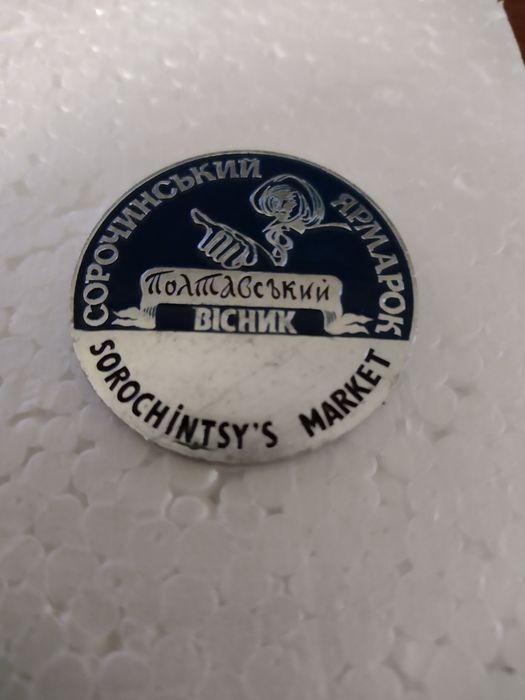 СОРОЧИНСЬКИЙ ЯРМАРОК
Полтавський
ВІСНИК
SOROCHiNTSY'S MARKET